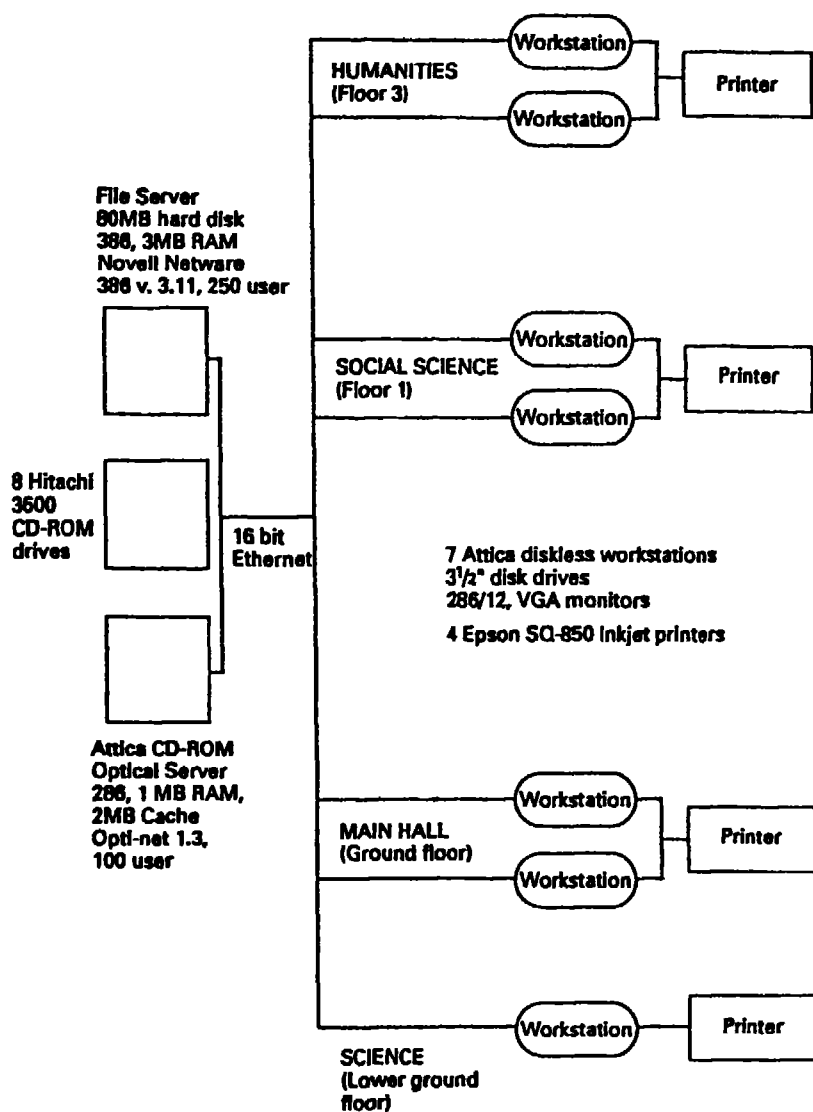 Workstation
HUMANITIES
(Floor 3)
Printer
Workstation
File Server
80MB hard disk
386, 3MB RAM
Novell Netware
386 v. 3.11, 250 user
Workstation
SOCIAL SCIENCE
(Floor 1)
Printer
Workstation
8 Hitachi
3600
CD-ROM
drives
16 bit
Ethernet
7 Attica diskless workstations
3 1/2" disk drives
286/12, VGA monitors
4 Epson SQ-850 Inkjet printers
Attica CD-ROM
Optical Server
286, 1 MB RAM,
2MB Cache
Opti-net 1.3,
100 user
Workstation
MAIN HALL
(Ground floor)
Printer
Workstation
Workstation
Printer
SCIENCE
(Lower ground
floor)